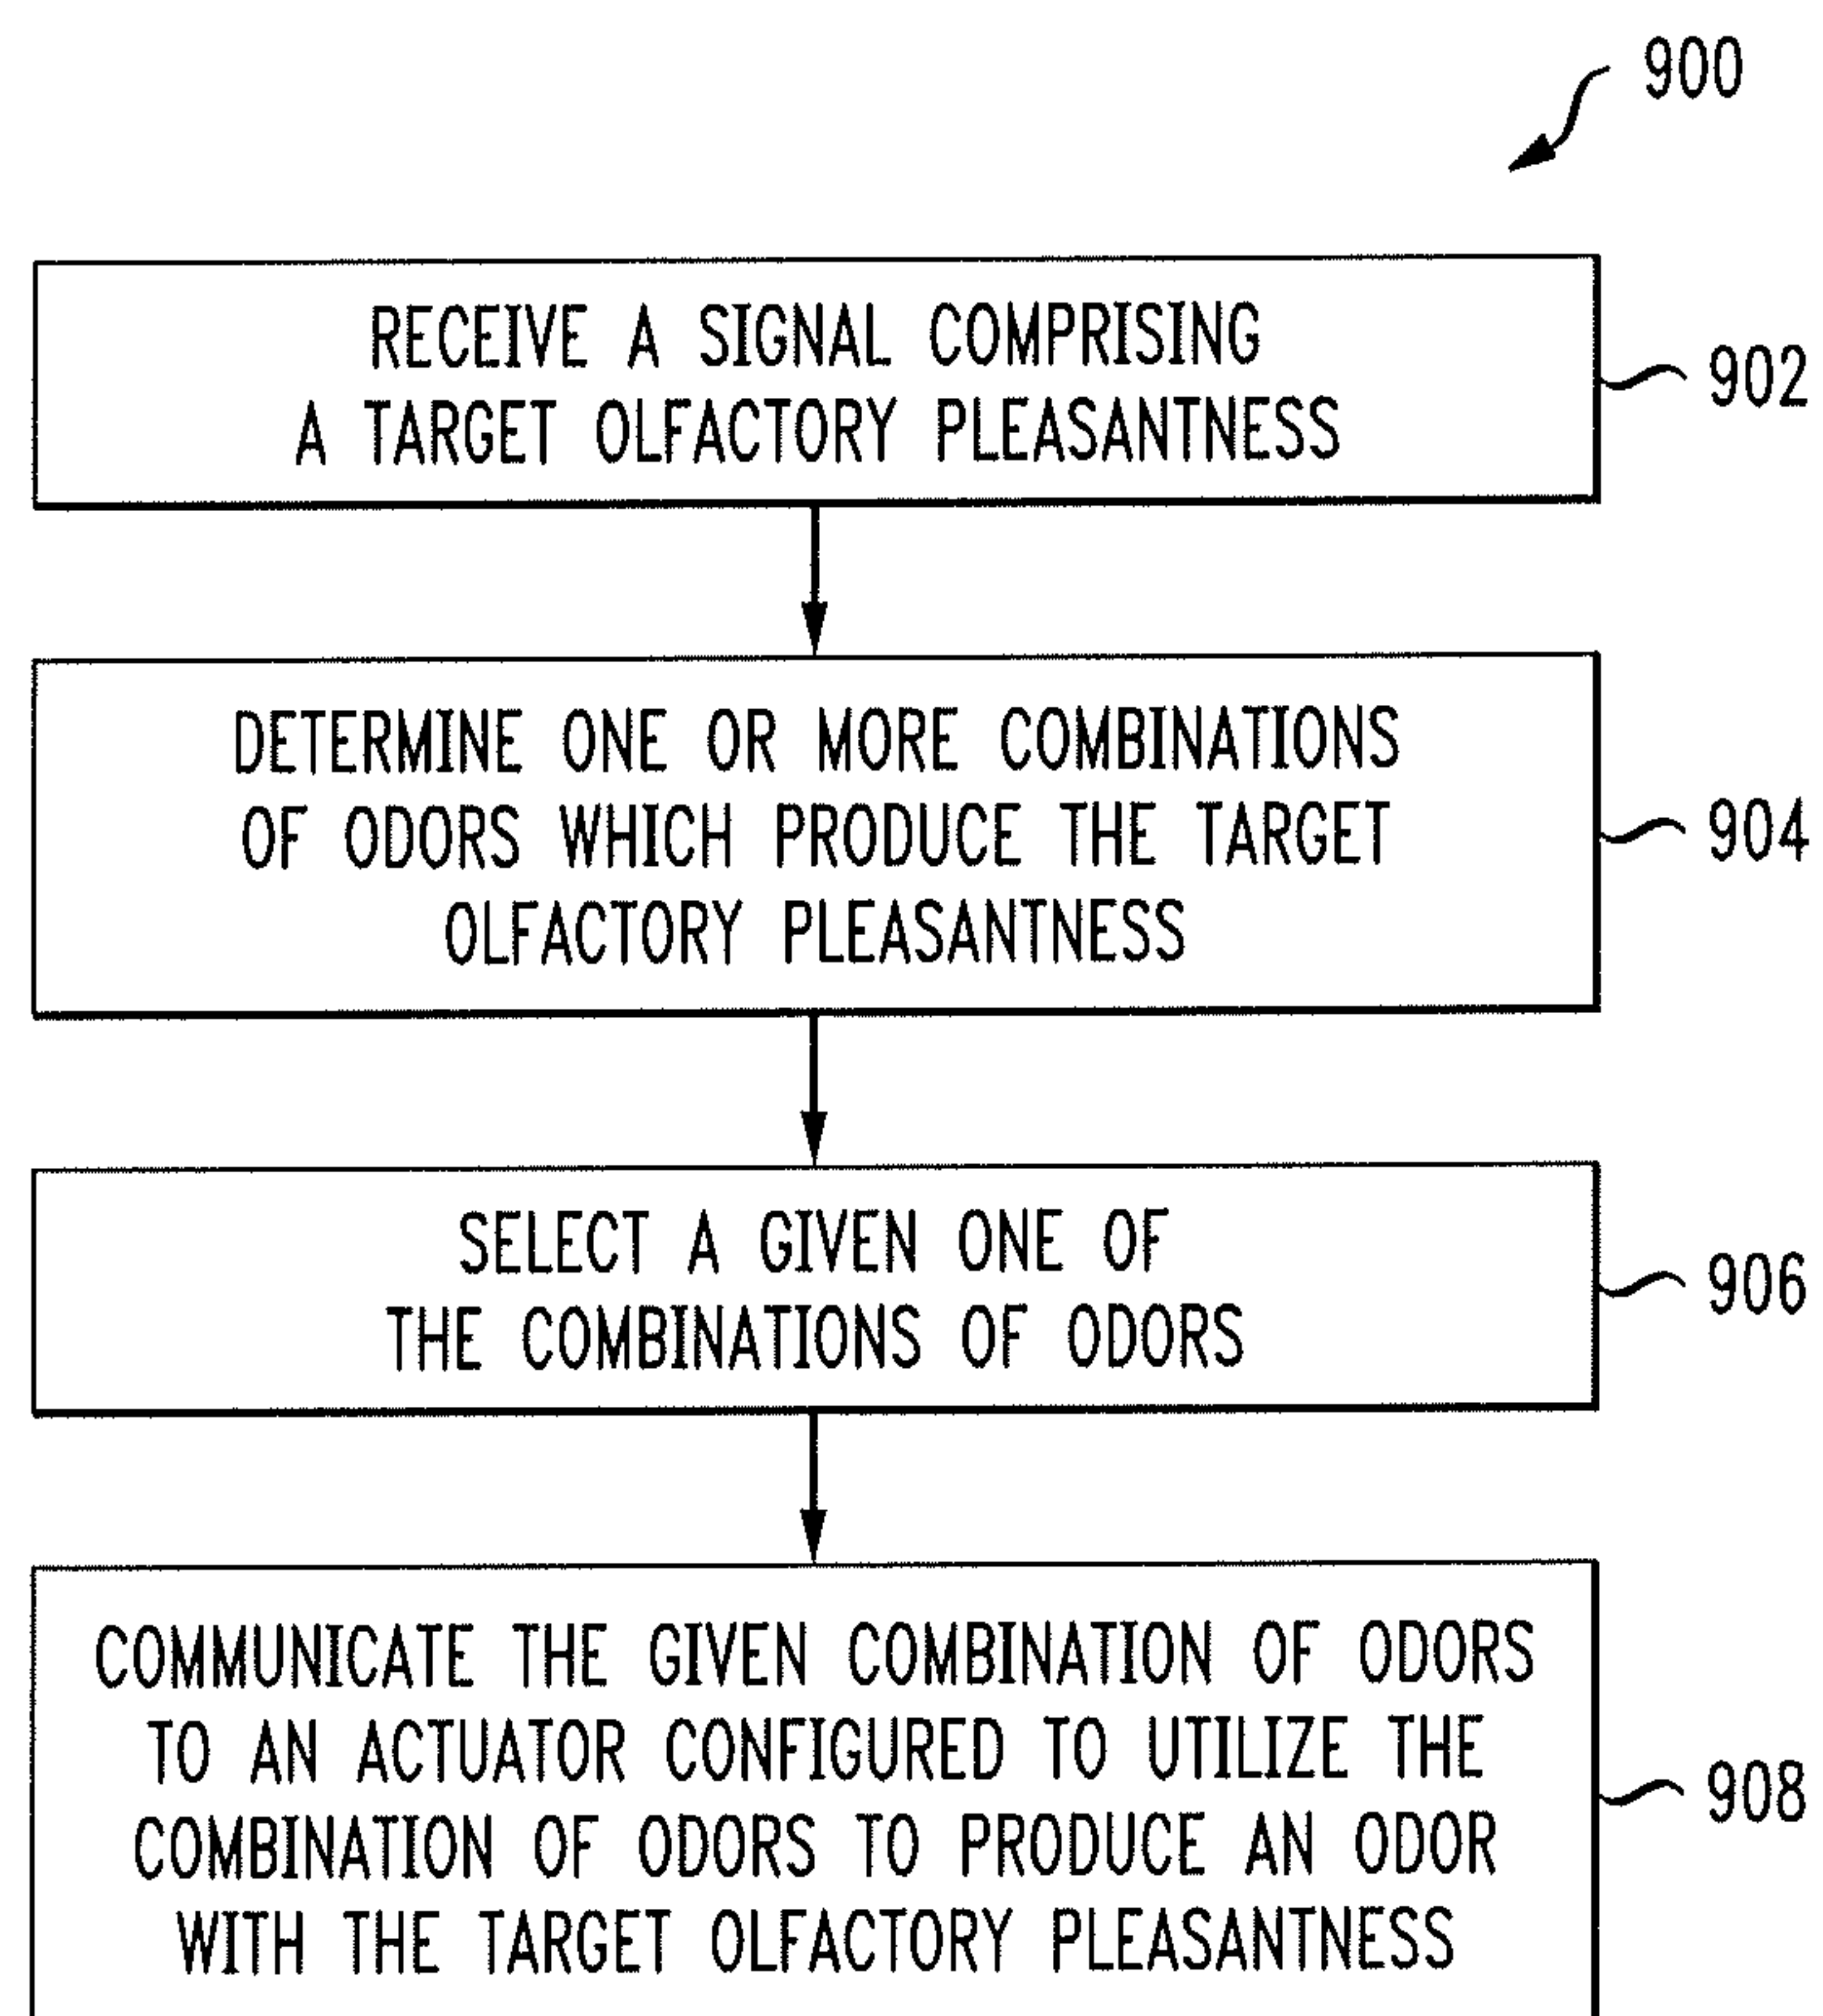 900
RECEIVE A SIGNAL COMPRISING
A TARGET OLFACTORY PLEASANTNESS
902
DETERMINE ONE OR MORE COMBINATIONS
OF ODORS WHICH PRODUCE THE TARGET
OLFACTORY PLEASANTNESS
904
SELECT A GIVEN ONE OF
THE COMBINATIONS OF ODORS
906
COMMUNICATE THE GIVEN COMBINATION OF ODORS
TO AN ACTUATOR CONFIGURED TO UTILIZE THE
COMBINATION OF ODORS TO PRODUCE AN ODOR
WITH THE TARGET OLFACTORY PLEASANTNESS
908